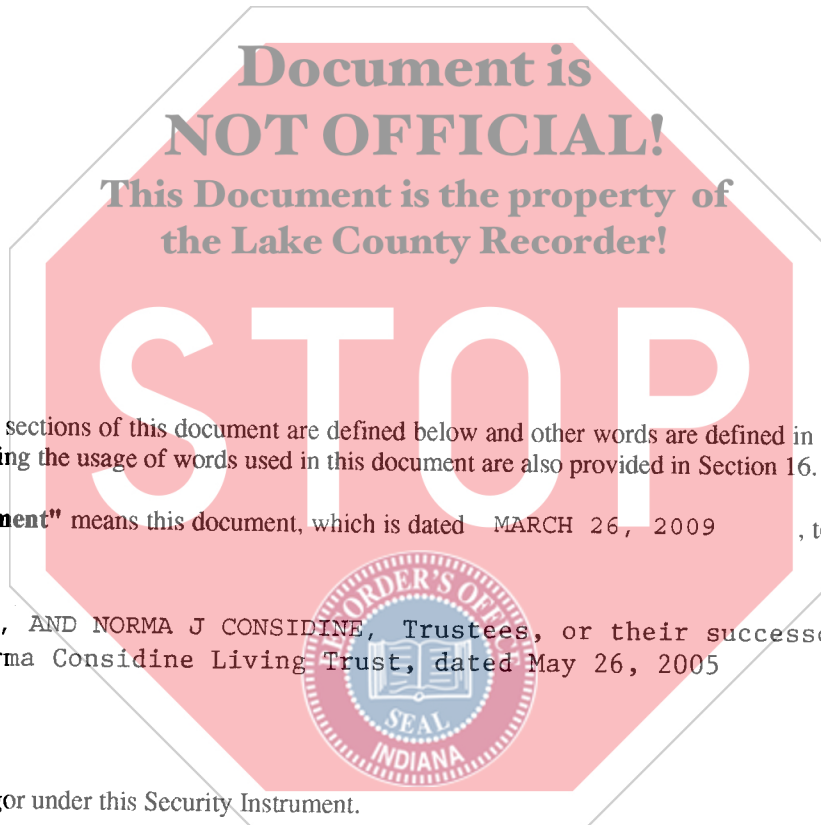 Document is
NOT OFFICIAL!
This Document is the property of
the Lake County Recorder!
STOP
sections of this document are defined below and other words are defined in
ing the usage of words used in this document are also provided in Section 16.
ment" means this document, which is dated MARCH 26, 2009 , t
, AND NORMA J CONSIDINE, Trustees, or their success
rma Considine Living Trust, dated May 26, 2005
RECORDER'S OFFIC
SEAL
INDIANA
gor under this Security Instrument.